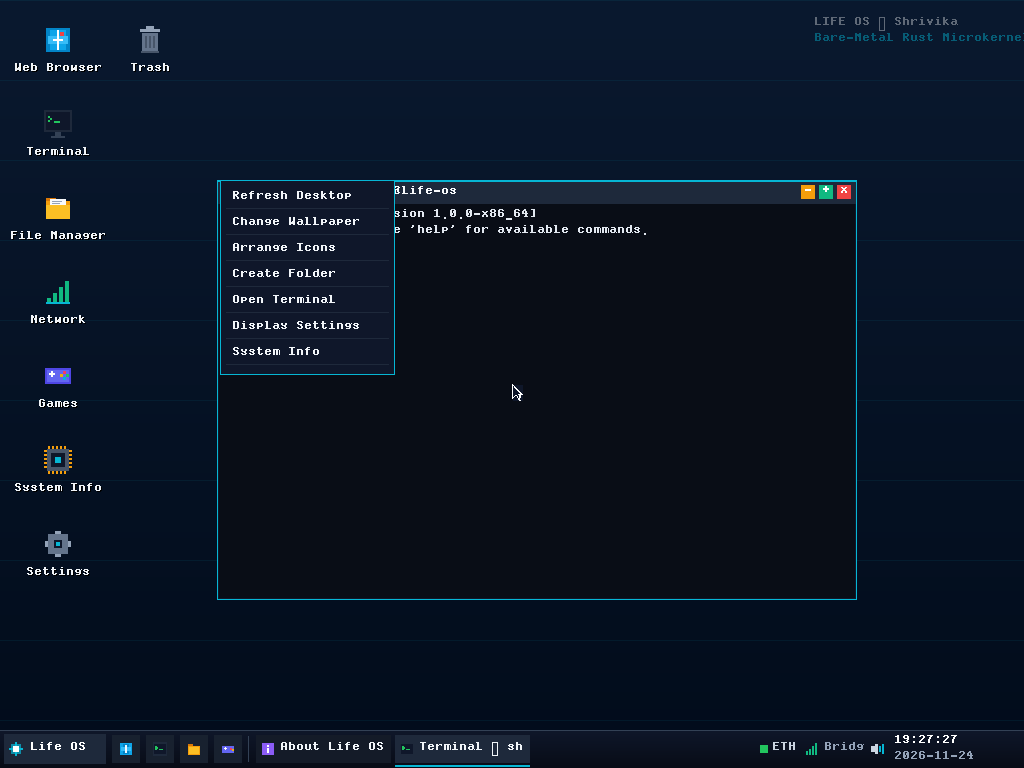 LIFE OS ▯ Shrivika
Bare-Metal Rust Microkerne
Web Browser
Trash
Terminal
File Manager
Network
Games
System Info
Settings
@life-os
sion 1.0.0-x86_64]
e 'help' for available commands.
Refresh Desktop
Change Wallpaper
Arrange Icons
Create Folder
Open Terminal
Display Settings
System Info
Life OS
About Life OS
Terminal ▯ sh
ETH
Bridg
19:27:27
2026-11-24